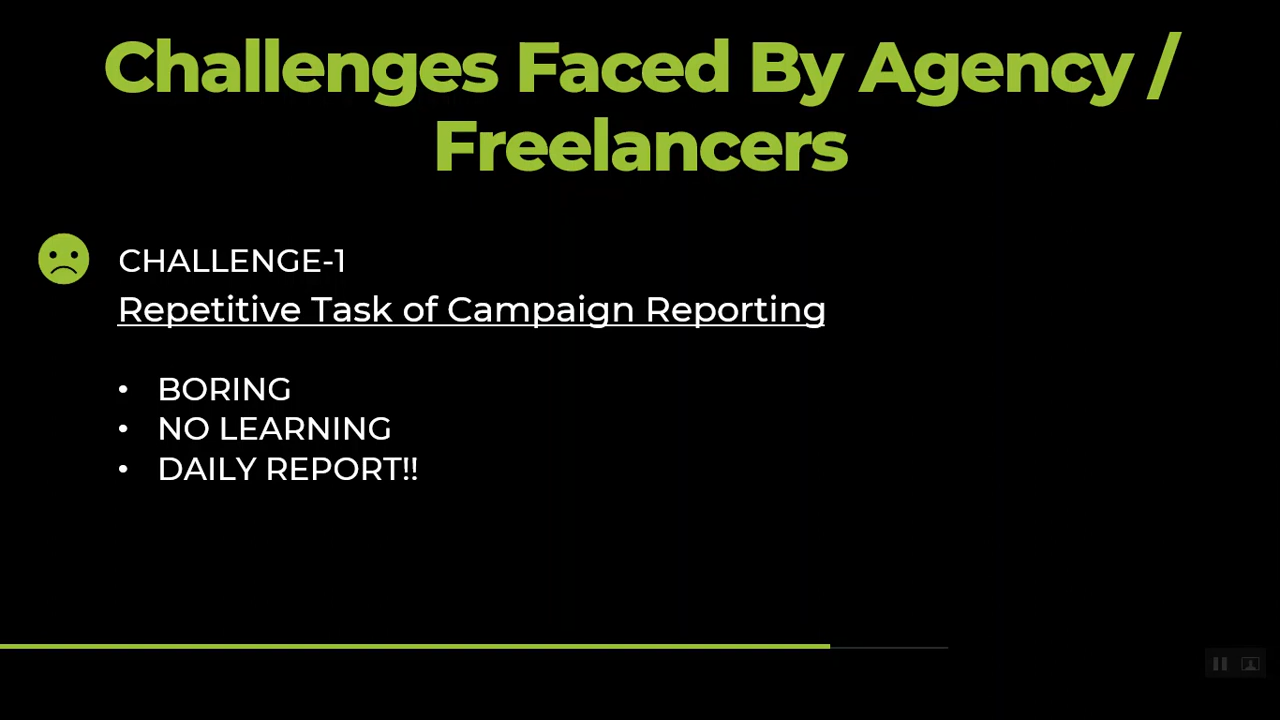 Challenges Faced By Agency /
Freelancers
CHALLENGE-1
Repetitive Task of Campaign Reporting
• BORING
• NO LEARNING
• DAILY REPORT!!